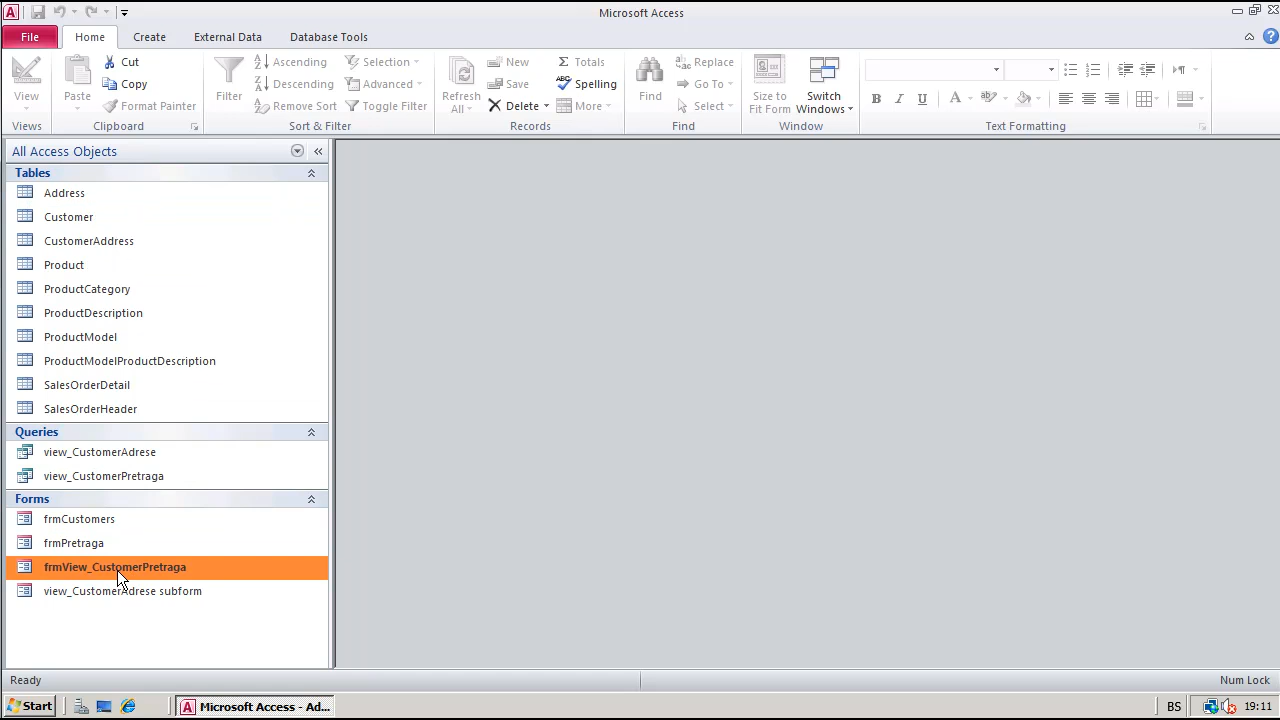 Microsoft Access
File Home Create External Data Database Tools
View
Paste
Cut
Copy
Format Painter
Filter
Ascending
Descending
Remove Sort
Selection
Advanced
Toggle Filter
Refresh
All
New
Save
Delete
Totals
Spelling
More
Find
Replace
Go To
Select
Size to
Fit Form
Switch
Windows
Views Clipboard Sort & Filter Records Find Window Text Formatting
All Access Objects
Tables
Address
Customer
CustomerAddress
Product
ProductCategory
ProductDescription
ProductModel
ProductModelProductDescription
SalesOrderDetail
SalesOrderHeader
Queries
view_CustomerAdrese
view_CustomerPretraga
Forms
frmCustomers
frmPretraga
frmView_CustomerPretraga
view_CustomerAdrese subform
Ready Num Lock
Start Microsoft Access - Ad... BS 19:11